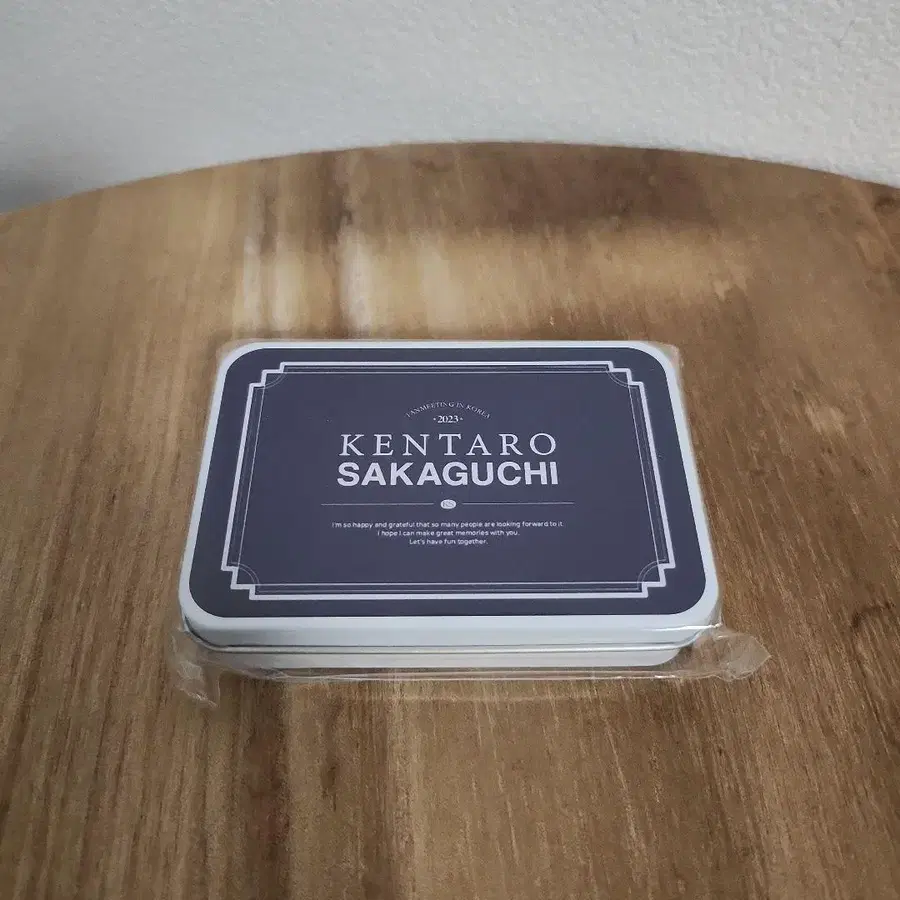 FANMEETING IN KOREA
·2023·
KENTARO
SAKAGUCHI
I'm so happy and grateful that so many people are looking forward to it.
I hope I can make great memories with you.
Let's have fun together.